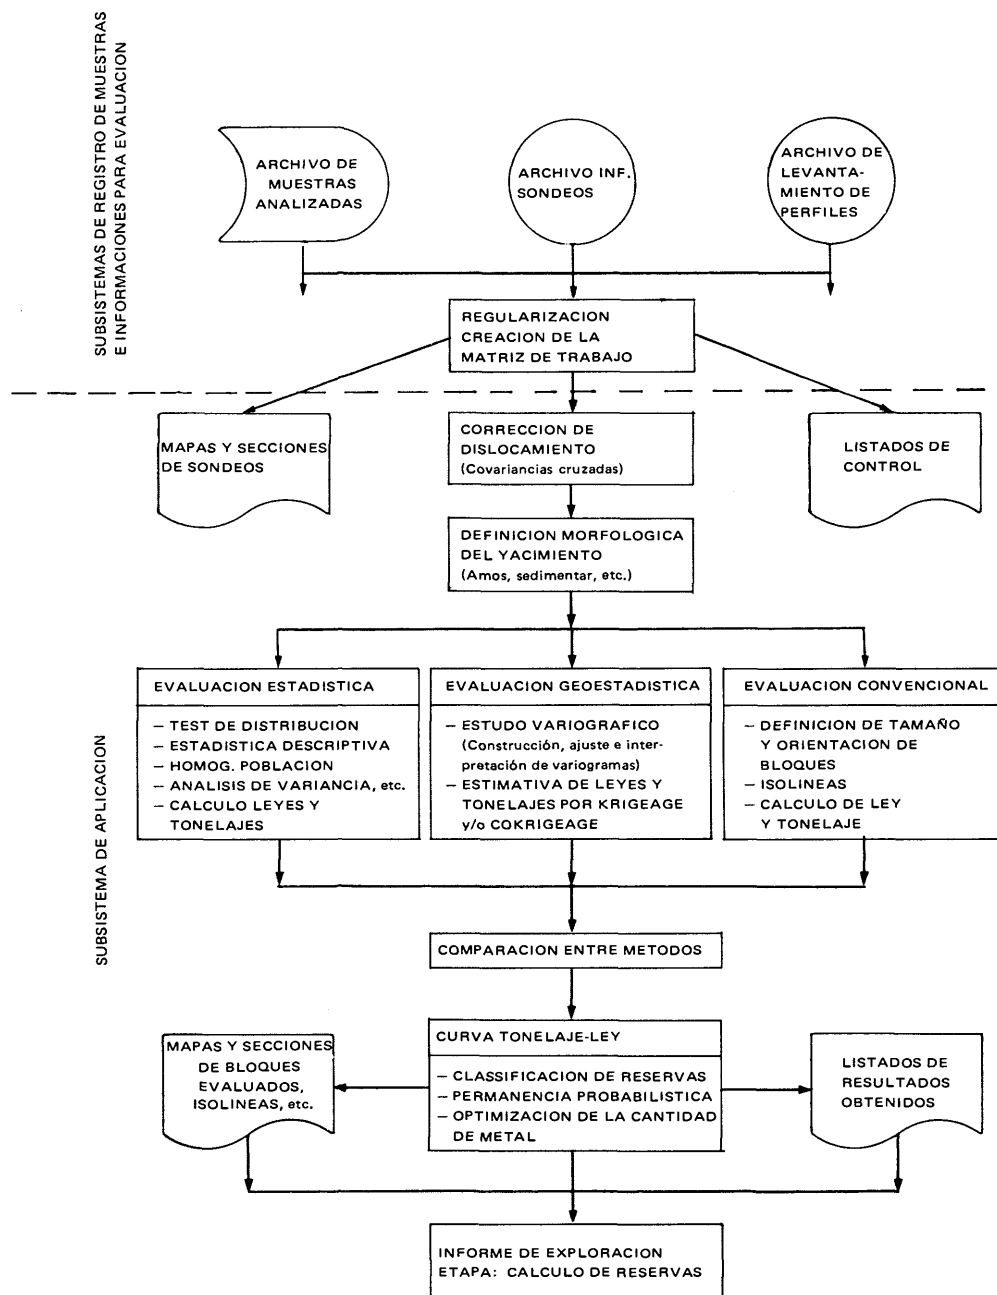 SUBSISTEMAS DE REGISTRO DE MUESTRAS
E INFORMACIONES PARA EVALUACION
ARCHIVO DE
MUESTRAS
ANALIZADAS
ARCHIVO INF.
SONDEOS
ARCHIVO DE
LEVANTA-
MIENTO DE
PERFILES
REGULARIZACION
CREACION DE LA
MATRIZ DE TRABAJO
MAPAS Y SECCIONES
DE SONDEOS
CORRECCION DE
DISLOCAMIENTO
(Covariancias cruzadas)
LISTADOS DE
CONTROL
DEFINICION MORFOLOGICA
DEL YACIMIENTO
(Amos, sedimentar, etc.)
SUBSISTEMA DE APLICACION
EVALUACION ESTADISTICA
– TEST DE DISTRIBUCION
– ESTADISTICA DESCRIPTIVA
– HOMOG. POBLACION
– ANALISIS DE VARIANCIA, etc.
– CALCULO LEYES Y
TONELAJES
EVALUACION GEOESTADISTICA
– ESTUDO VARIOGRAFICO
(Construcción, ajuste e inter-
pretación de variogramas)
– ESTIMATIVA DE LEYES Y
TONELAJES POR KRIGEAGE
y/o COKRIGEAGE
EVALUACION CONVENCIONAL
– DEFINICION DE TAMAÑO
Y ORIENTACION DE
BLOQUES
– ISOLINEAS
– CALCULO DE LEY
Y TONELAJE
COMPARACION ENTRE METODOS
MAPAS Y SECCIONES
DE BLOQUES
EVALUADOS,
ISOLINEAS, etc.
CURVA TONELAJE-LEY
– CLASSIFICACION DE RESERVAS
– PERMANENCIA PROBABILISTICA
– OPTIMIZACION DE LA CANTIDAD
DE METAL
LISTADOS DE
RESULTADOS
OBTENIDOS
INFORME DE EXPLORACION
ETAPA: CALCULO DE RESERVAS